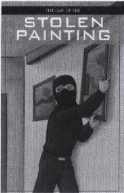 THE CASE OF THE
STOLEN
PAINTING